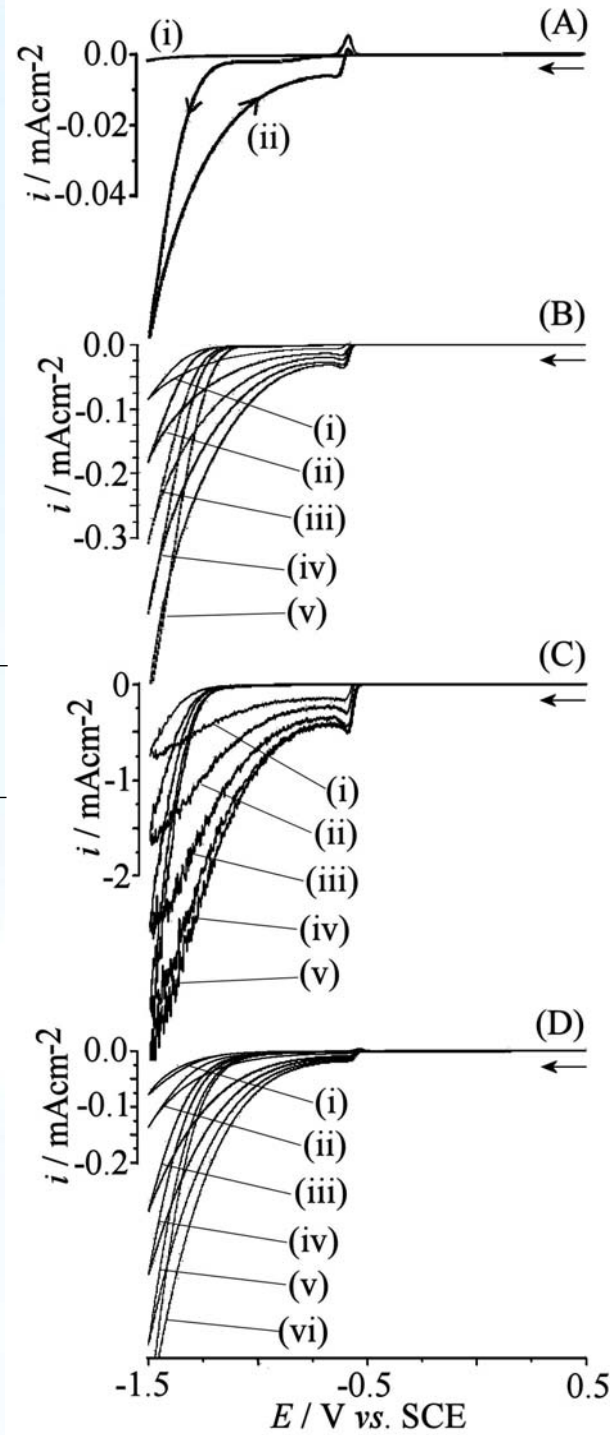 (i) (A)
0.0
-0.02
-0.04
(ii)
i / mAcm-2
(B)
0.0
-0.1
-0.2
-0.3
i / mAcm-2
(i)
(ii)
(iii)
(iv)
(v)
(C)
0
-1
-2
i / mAcm-2
(i)
(ii)
(iii)
(iv)
(v)
(D)
0.0
-0.1
-0.2
i / mAcm-2
(i)
(ii)
(iii)
(iv)
(v)
(vi)
-1.5 -0.5 0.5
E / V vs. SCE